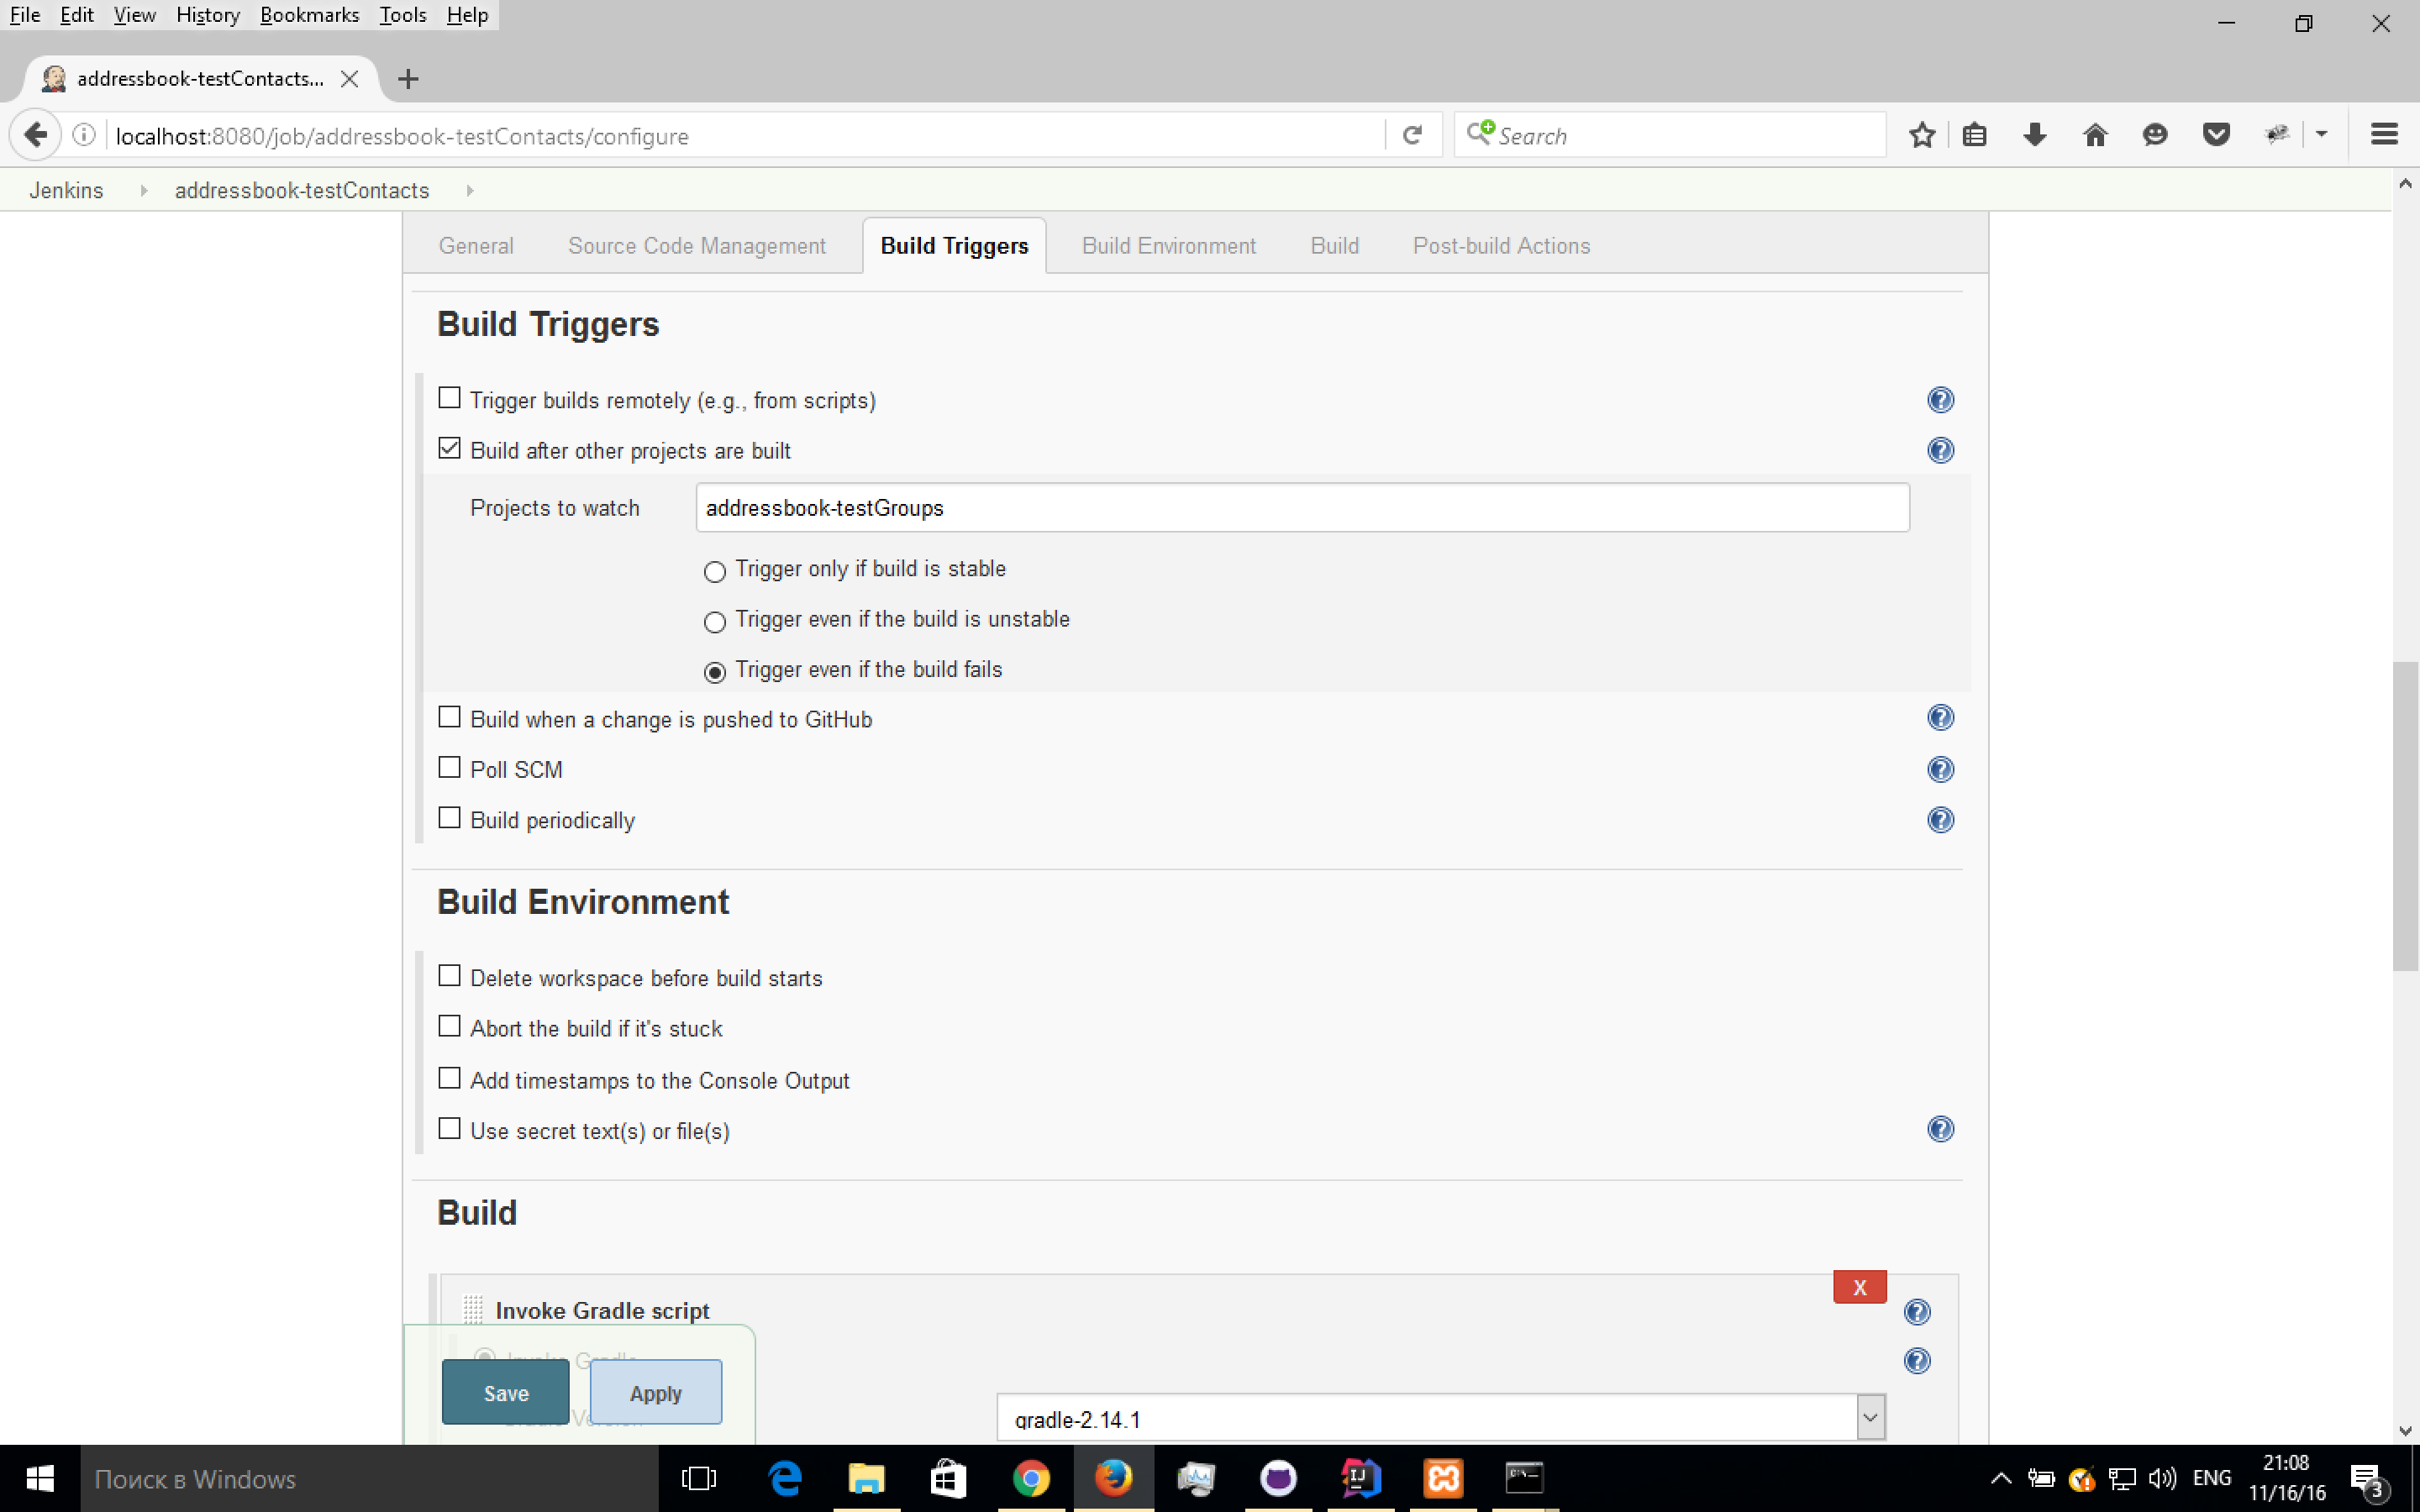 File Edit View History Bookmarks Tools Help
addressbook-testContacts...
localhost:8080/job/addressbook-testContacts/configure
Search
Jenkins addressbook-testContacts
General Source Code Management Build Triggers Build Environment Build Post-build Actions
Build Triggers
Trigger builds remotely (e.g., from scripts)
Build after other projects are built
Projects to watch addressbook-testGroups
Trigger only if build is stable
Trigger even if the build is unstable
Trigger even if the build fails
Build when a change is pushed to GitHub
Poll SCM
Build periodically
Build Environment
Delete workspace before build starts
Abort the build if it's stuck
Add timestamps to the Console Output
Use secret text(s) or file(s)
Build
X
Invoke Gradle script
Invoke Gradle
Save Apply
Gradle Version gradle-2.14.1
Поиск в Windows
ENG
21:08
11/16/16
3